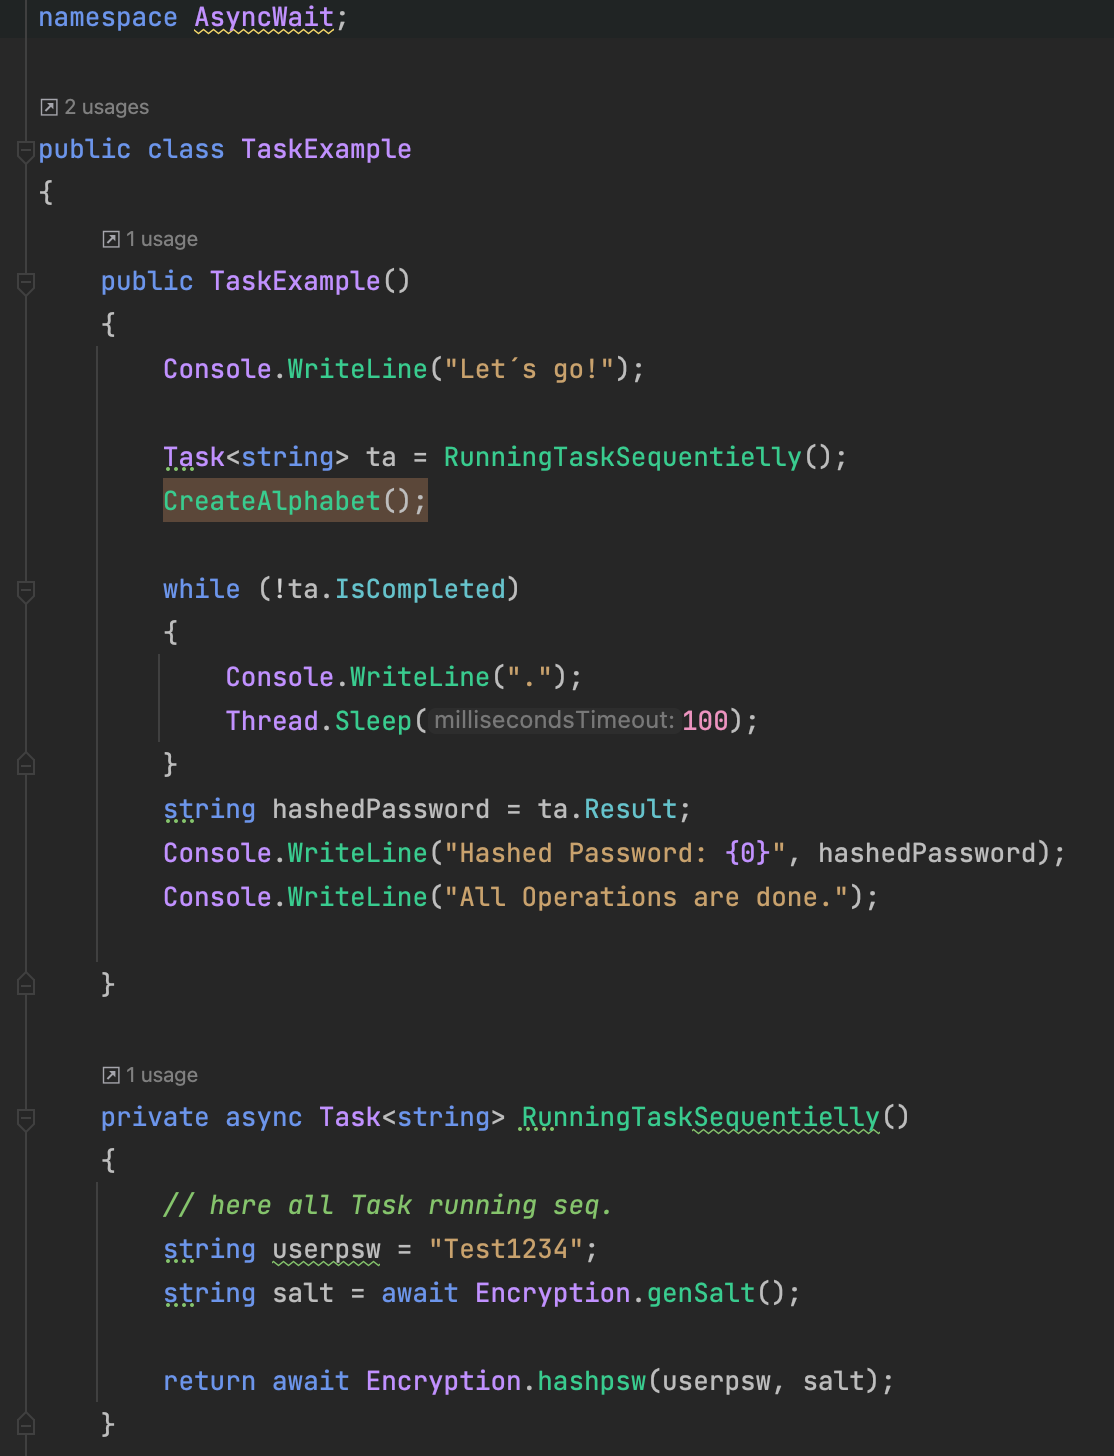 namespace AsyncWait;
2 usages
public class TaskExample
{
1 usage
public TaskExample()
{
Console.WriteLine("Let´s go!");
Task<string> ta = RunningTaskSequentielly();
CreateAlphabet();
while (!ta.IsCompleted)
{
Console.WriteLine(".");
Thread.Sleep(millisecondsTimeout: 100);
}
string hashedPassword = ta.Result;
Console.WriteLine("Hashed Password: {0}", hashedPassword);
Console.WriteLine("All Operations are done.");
}
1 usage
private async Task<string> RunningTaskSequentielly()
{
// here all Task running seq.
string userpsw = "Test1234";
string salt = await Encryption.genSalt();
return await Encryption.hashpsw(userpsw, salt);
}